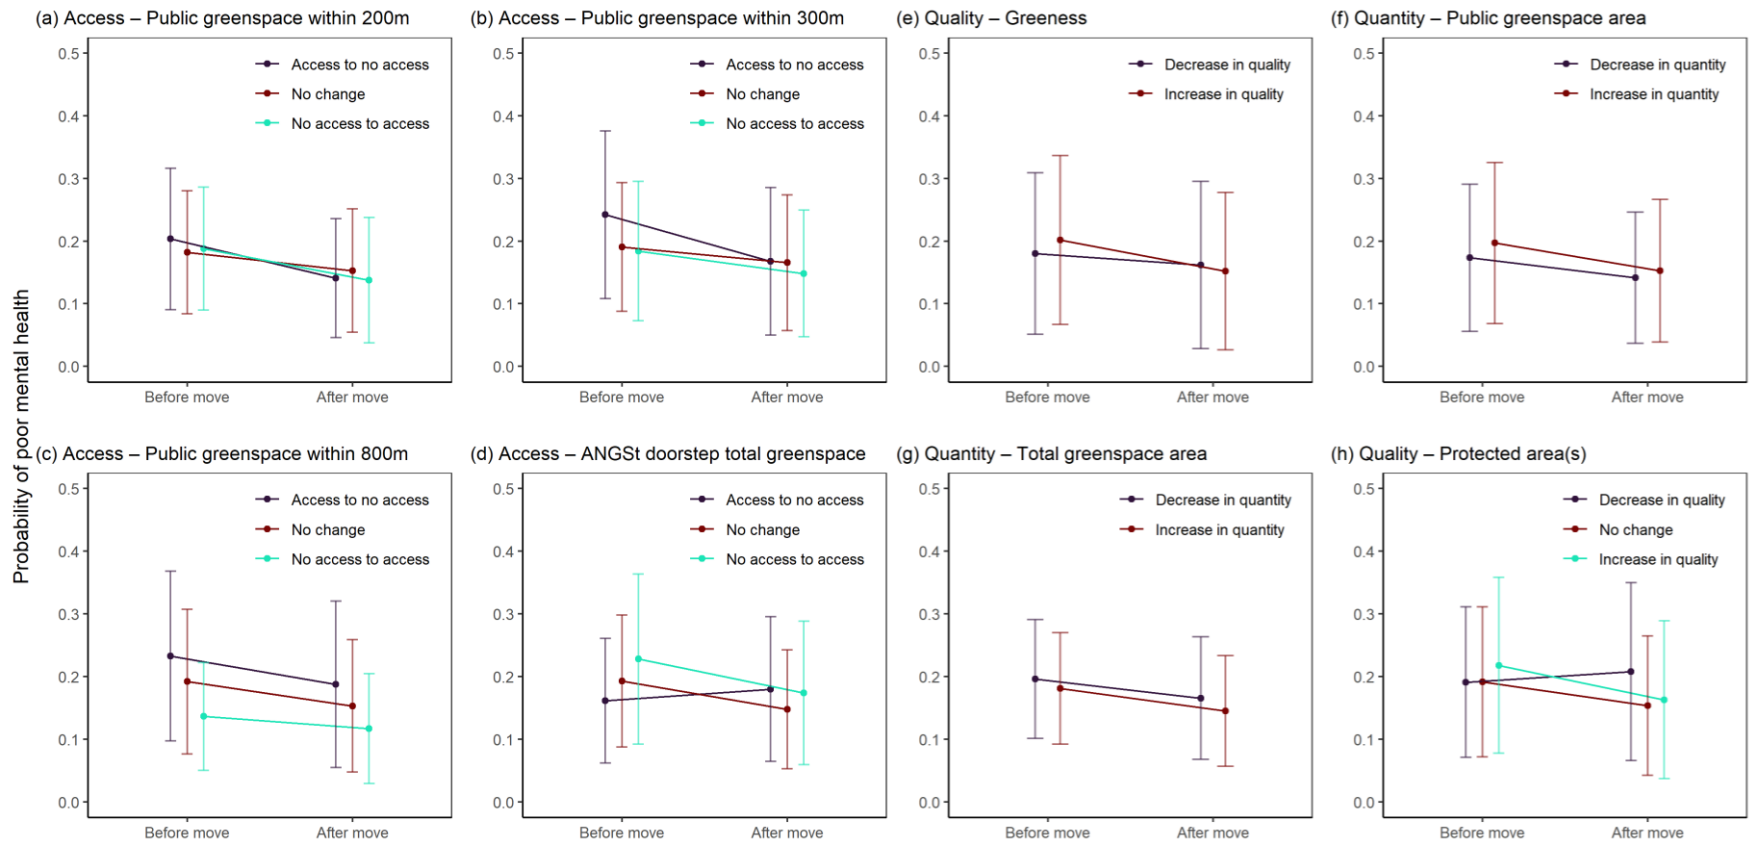 (a) Access – Public greenspace within 200m
(b) Access – Public greenspace within 300m
(e) Quality – Greeness
(f) Quantity – Public greenspace area
0.5
0.4
0.3
0.2
0.1
0.0
Access to no access
No change
No access to access
Before move
After move
0.5
0.4
0.3
0.2
0.1
0.0
Access to no access
No change
No access to access
Before move
After move
0.5
0.4
0.3
0.2
0.1
0.0
Decrease in quality
Increase in quality
Before move
After move
0.5
0.4
0.3
0.2
0.1
0.0
Decrease in quantity
Increase in quantity
Before move
After move
Probability of poor mental health
(c) Access – Public greenspace within 800m
(d) Access – ANGSt doorstep total greenspace
(g) Quantity – Total greenspace area
(h) Quality – Protected area(s)
0.5
0.4
0.3
0.2
0.1
0.0
Access to no access
No change
No access to access
Before move
After move
0.5
0.4
0.3
0.2
0.1
0.0
Access to no access
No change
No access to access
Before move
After move
0.5
0.4
0.3
0.2
0.1
0.0
Decrease in quantity
Increase in quantity
Before move
After move
0.5
0.4
0.3
0.2
0.1
0.0
Decrease in quality
No change
Increase in quality
Before move
After move